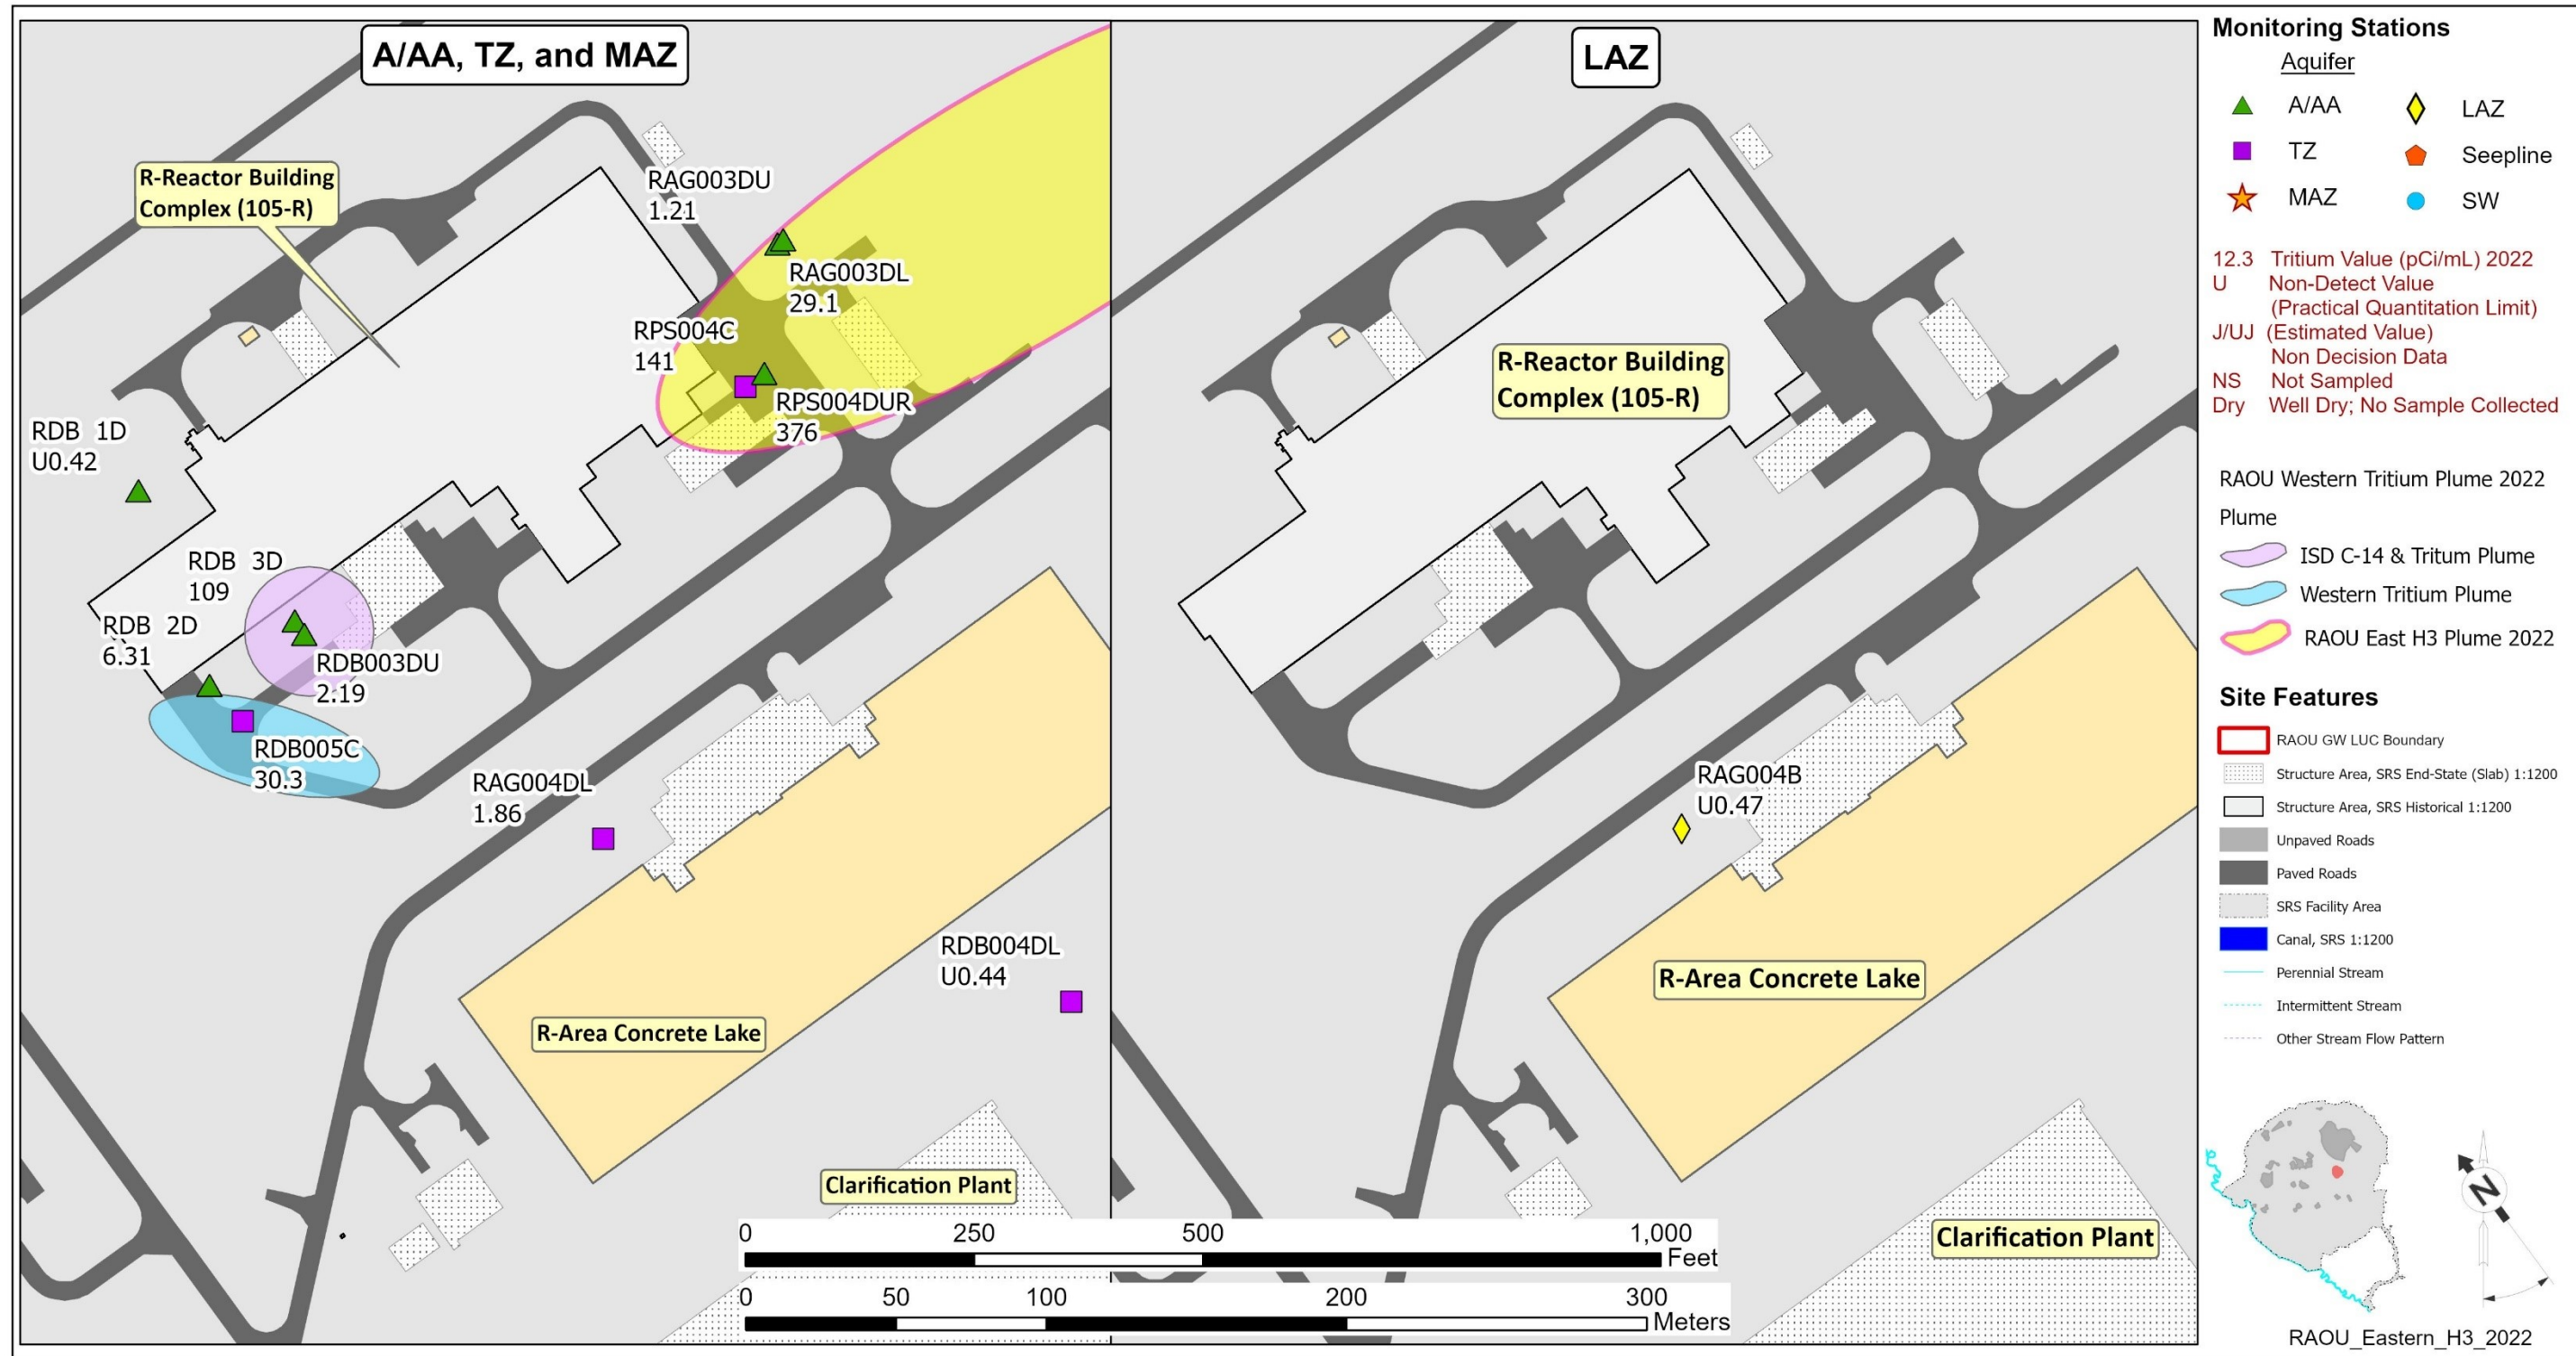 A/AA, TZ, and MAZ
R-Reactor Building
Complex (105-R)
RAG003DU
1.21
RAG003DL
29.1
RPS004C
141
RPS004DUR
376
RDB 1D
U0.42
RDB 3D
109
RDB 2D
6.31
RDB003DU
2.19
RDB005C
30.3
RAG004DL
1.86
RDB004DL
U0.44
R-Area Concrete Lake
Clarification Plant
LAZ
R-Reactor Building
Complex (105-R)
RAG004B
U0.47
R-Area Concrete Lake
Clarification Plant
0 250 500 1,000
Feet
0 50 100 200 300
Meters
Monitoring Stations
Aquifer
A/AA
LAZ
TZ
Seepline
MAZ
SW
12.3 Tritium Value (pCi/mL) 2022
U Non-Detect Value
(Practical Quantitation Limit)
J/UJ (Estimated Value)
Non Decision Data
NS Not Sampled
Dry Well Dry; No Sample Collected
RAOU Western Tritium Plume 2022
Plume
ISD C-14 & Tritum Plume
Western Tritium Plume
RAOU East H3 Plume 2022
Site Features
RAOU GW LUC Boundary
Structure Area, SRS End-State (Slab) 1:1200
Structure Area, SRS Historical 1:1200
Unpaved Roads
Paved Roads
SRS Facility Area
Canal, SRS 1:1200
Perennial Stream
Intermittent Stream
Other Stream Flow Pattern
N
RAOU_Eastern_H3_2022